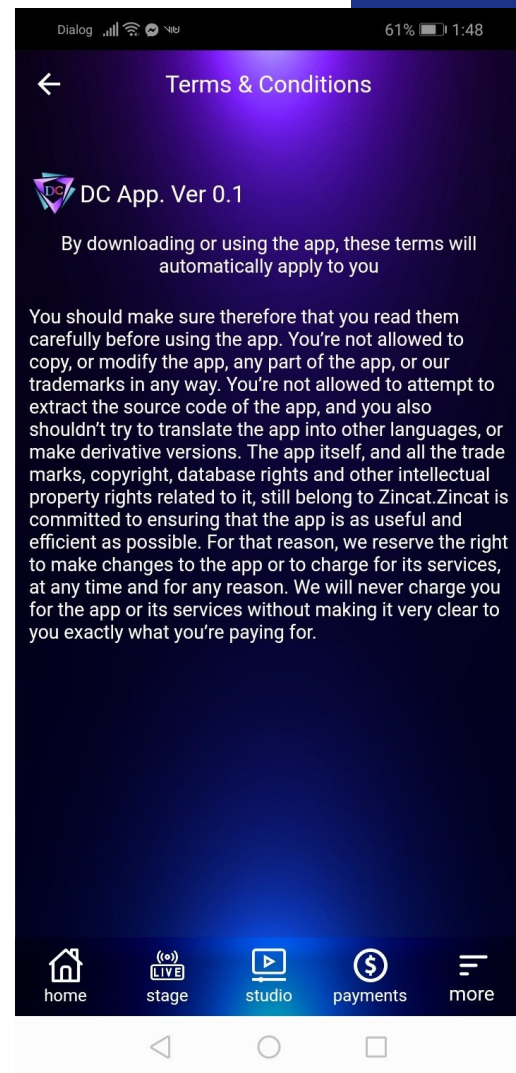 Dialog 61% 1:48
Terms & Conditions
DC DC App. Ver 0.1
By downloading or using the app, these terms will
automatically apply to you
You should make sure therefore that you read them
carefully before using the app. You're not allowed to
copy, or modify the app, any part of the app, or our
trademarks in any way. You're not allowed to attempt to
extract the source code of the app, and you also
shouldn't try to translate the app into other languages, or
make derivative versions. The app itself, and all the trade
marks, copyright, database rights and other intellectual
property rights related to it, still belong to Zincat.Zincat is
committed to ensuring that the app is as useful and
efficient as possible. For that reason, we reserve the right
to make changes to the app or to charge for its services,
at any time and for any reason. We will never charge you
for the app or its services without making it very clear to
you exactly what you're paying for.
LIVE
home stage studio payments more